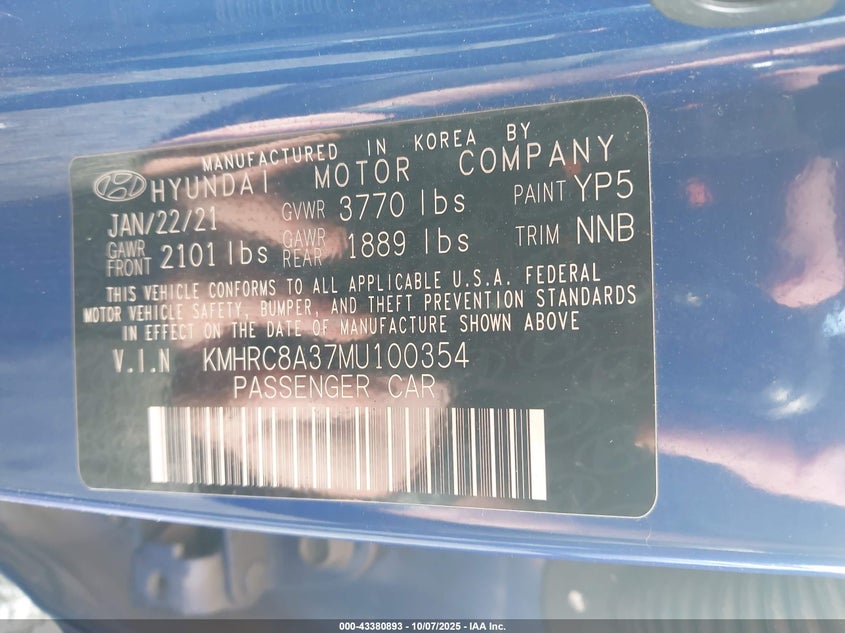 MANUFACTURED IN KOREA BY
HYUNDAI MOTOR COMPANY
JAN/22/21 GVWR 3770 lbs PAINT YP5
GAWR FRONT 2101 lbs GAWR REAR 1889 lbs TRIM NNB
THIS VEHICLE CONFORMS TO ALL APPLICABLE U.S.A. FEDERAL
MOTOR VEHICLE SAFETY, BUMPER, AND THEFT PREVENTION STANDARDS
IN EFFECT ON THE DATE OF MANUFACTURE SHOWN ABOVE
V.I.N KMHRC8A37MU100354
PASSENGER CAR
000-43380893 - 10/07/2025 - IAA Inc.